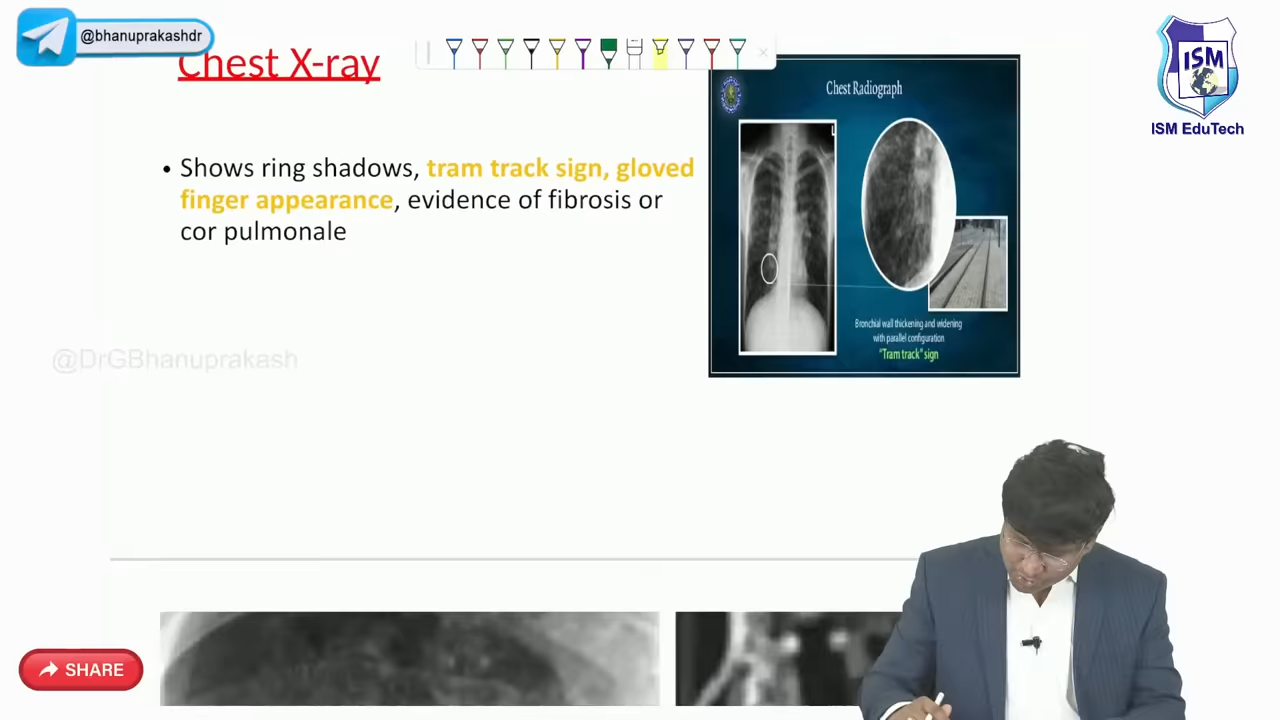 @bhanuprakashdr
Chest X-ray
• Shows ring shadows, tram track sign, gloved
finger appearance, evidence of fibrosis or
cor pulmonale
Chest Radiograph
L
Bronchial wall thickening and widening
with parallel configuration
"Tram track" sign
ISM
ISM EduTech
@DrGBhanuprakash
SHARE